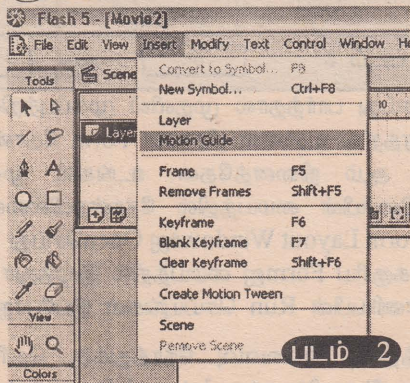 Flash 5 - [Movie2]
File Edit View Insert Modify Text Control Window
Tools
Scene
Layer
View
Colors
Convert to Symbol... F8
New Symbol... Ctrl+F8
Layer
Motion Guide
Frame F5
Remove Frames Shift+F5
Keyframe F6
Blank Keyframe F7
Clear Keyframe Shift+F6
Create Motion Tween
Scene
Remove Scene
10
படம் 2